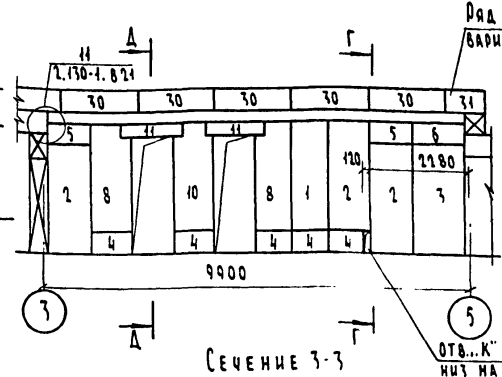 Ряд
11
Д
Г
ВАРИ
2.130-1.В21
30 30 30 30 30 31
5 11 11 5 6
120 2280
2 8 10 8 1 2 2 3
4 4 4 4 4
9900
3 5
Д Г
ОТВ...К"
НИЗ НА
СЕЧЕНИЕ 3-3